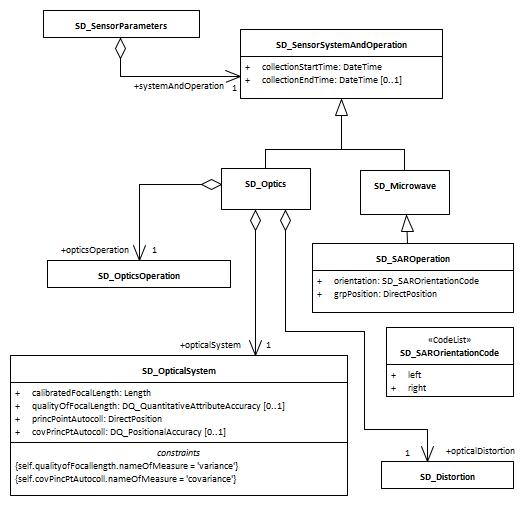 SD_SensorParameters
SD_SensorSystemAndOperation
+ collectionStartTime: DateTime
+ collectionEndTime: DateTime [0..1]
+systemAndOperation 1
SD_Optics
SD_Microwave
+opticsOperation 1
SD_OpticsOperation
SD_SAROperation
+ orientation: SD_SAROrientationCode
+ grpPosition: DirectPosition
«CodeList»
SD_SAROrientationCode
+ left
+ right
+opticalSystem 1
SD_OpticalSystem
+ calibratedFocalLength: Length
+ qualityOfFocalLength: DQ_QuantitativeAttributeAccuracy [0..1]
+ princPointAutocoll: DirectPosition
+ covPrincPtAutocoll: DQ_PositionalAccuracy [0..1]
constraints
{self.qualityofFocallength.nameOfMeasure = 'variance'}
{self.covPincPtAutocoll.nameOfMeasure = 'covariance'}
1 +opticalDistortion
SD_Distortion